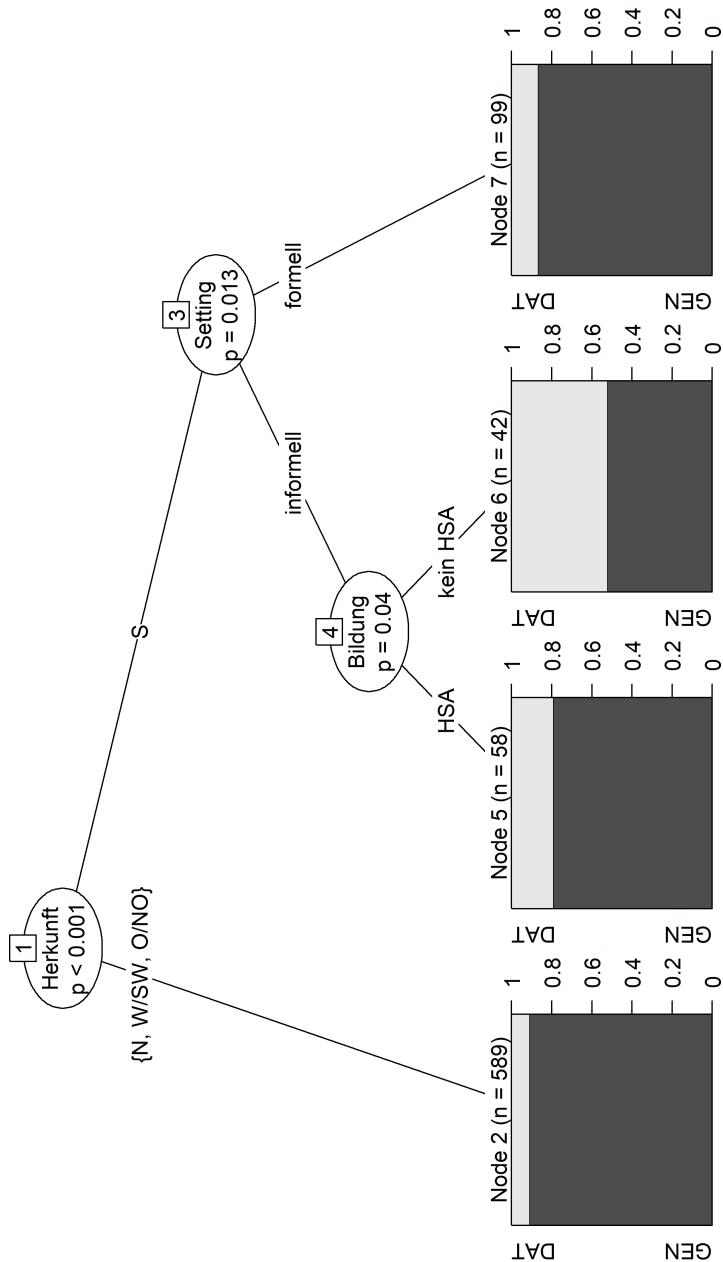 1
Herkunft
p < 0.001
{N, W/SW, O/NO}
S
3
Setting
p = 0.013
informell
formell
4
Bildung
p = 0.04
HSA
kein HSA
Node 2 (n = 589)
GEN
DAT
0
0.2
0.4
0.6
0.8
1
Node 5 (n = 58)
GEN
DAT
0
0.2
0.4
0.6
0.8
1
Node 6 (n = 42)
GEN
DAT
0
0.2
0.4
0.6
0.8
1
Node 7 (n = 99)
GEN
DAT
0
0.2
0.4
0.6
0.8
1